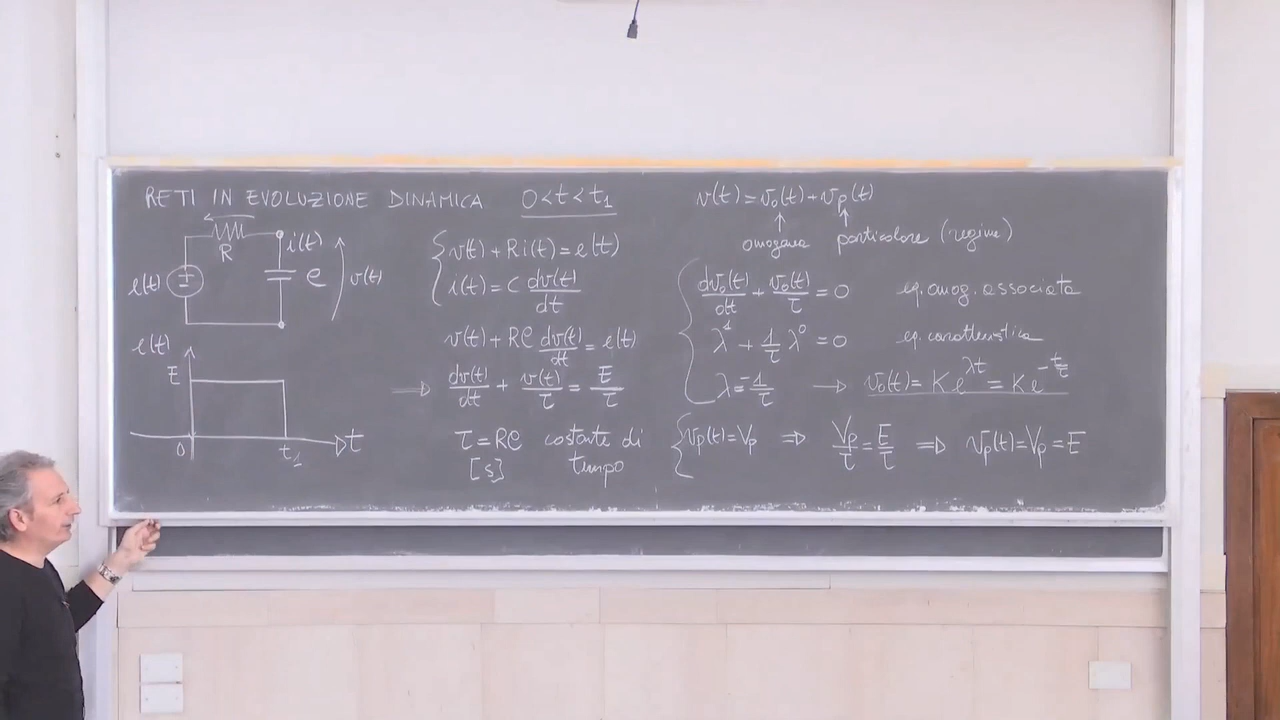 RETI IN EVOLUZIONE DINAMICA 0<t<t₁
R
i(t)
e(t)
C
v(t)
e(t)
E
0
t₁
t
v(t)+Ri(t)=e(t)
i(t)=C dv(t)/dt
v(t)+RC dv(t)/dt=e(t)
⇒ dv(t)/dt + v(t)/τ = E/τ
τ=RC costante di
[s] tempo
v(t)=v₀(t)+vₚ(t)
↑ ↑
omogenea particolare (regime)
dv₀(t)/dt + v₀(t)/τ = 0 eq. omog. associata
λ¹ + 1/τ λ⁰ = 0 eq. caratteristica
λ=-1/τ → v₀(t)=Ke^λt=Ke^-t/τ
vₚ(t)=Vₚ ⇒ Vₚ/τ=E/τ ⇒ vₚ(t)=Vₚ=E